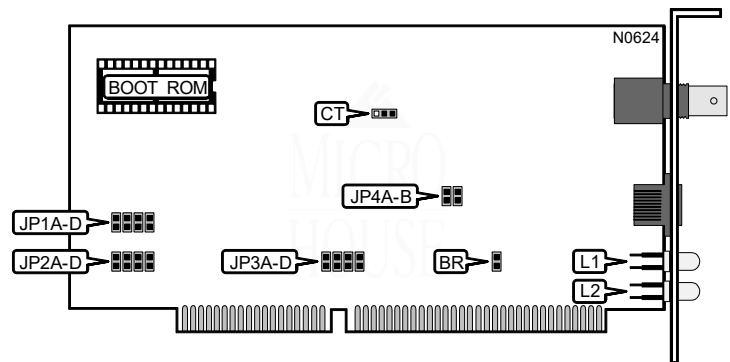 N0624
BOOT ROM
CT
MICRO
HOUSE
JP4A-B
JP1A-D
JP2A-D
JP3A-D
BR
L1
L2